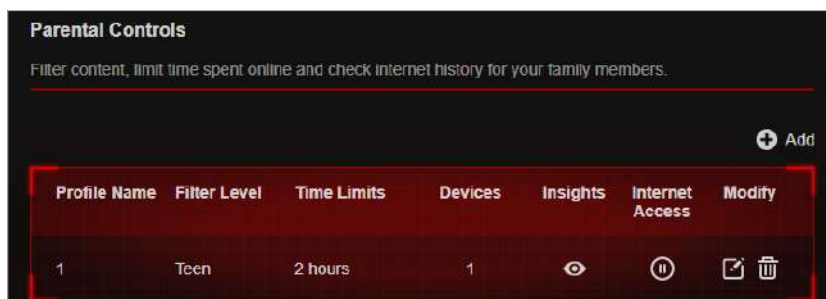 Parental Controls
Filter content, limit time spent online and check internet history for your family members.
Add
Profile Name Filter Level Time Limits Devices Insights Internet Access Modify
1 Teen 2 hours 1